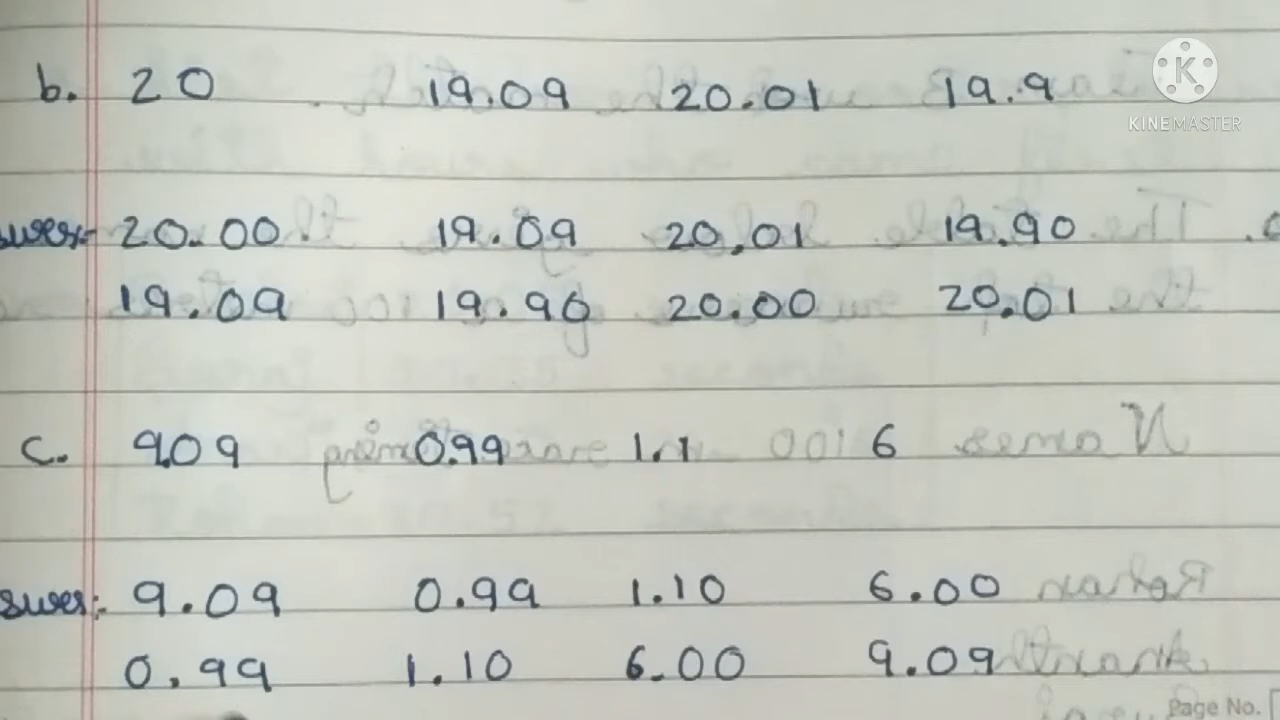 b. 20 19.09 20.01 19.9
KINEMASTER
swer:- 20.00 19.09 20.01 19.90
19.09 19.90 20.00 20.01
c. 9.09 0.99 1.1 6
swer:- 9.09 0.99 1.10 6.00
0.99 1.10 6.00 9.09
Page No.